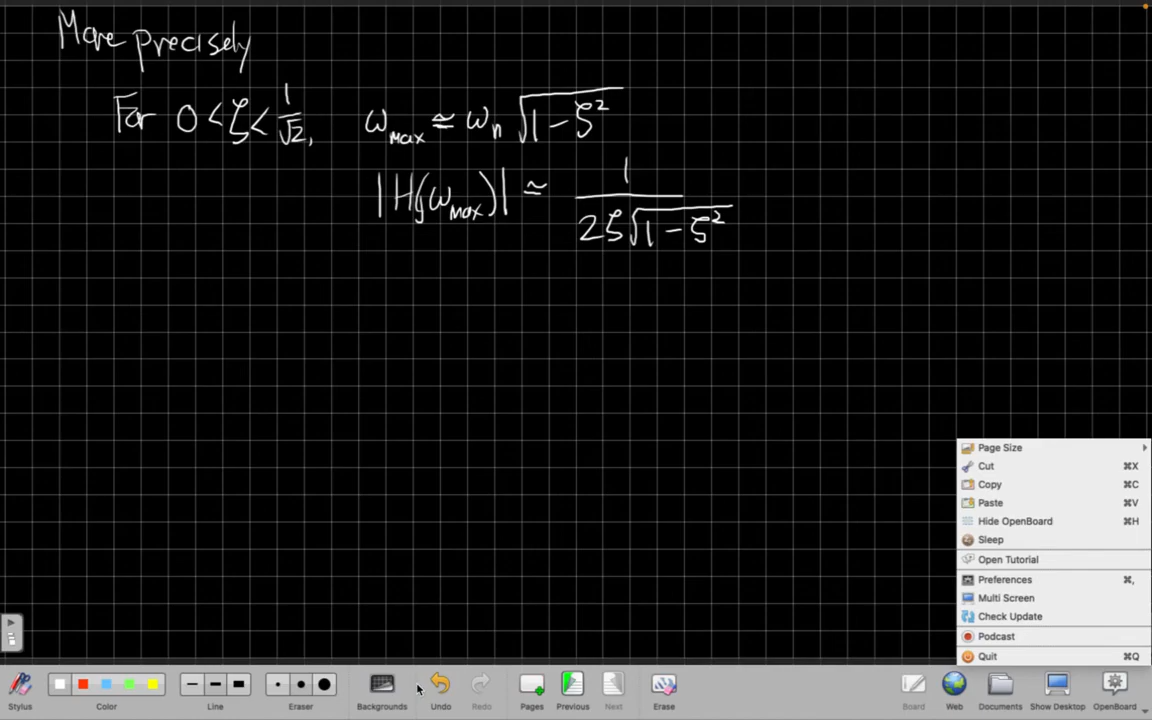 More precisely
For 0 < ζ < 1/√2, ω_max ≅ ω_n √(1 − ζ²)
|H(jω_max)| ≅ 1/(2ζ√(1 − ζ²))
Page Size
Cut ⌘X
Copy ⌘C
Paste ⌘V
Hide OpenBoard ⌘H
Sleep
Open Tutorial
Preferences ⌘,
Multi Screen
Check Update
Podcast
Quit ⌘Q
Stylus Color Line Eraser Backgrounds Undo Redo Pages Previous Next Erase Board Web Documents Show Desktop OpenBoard